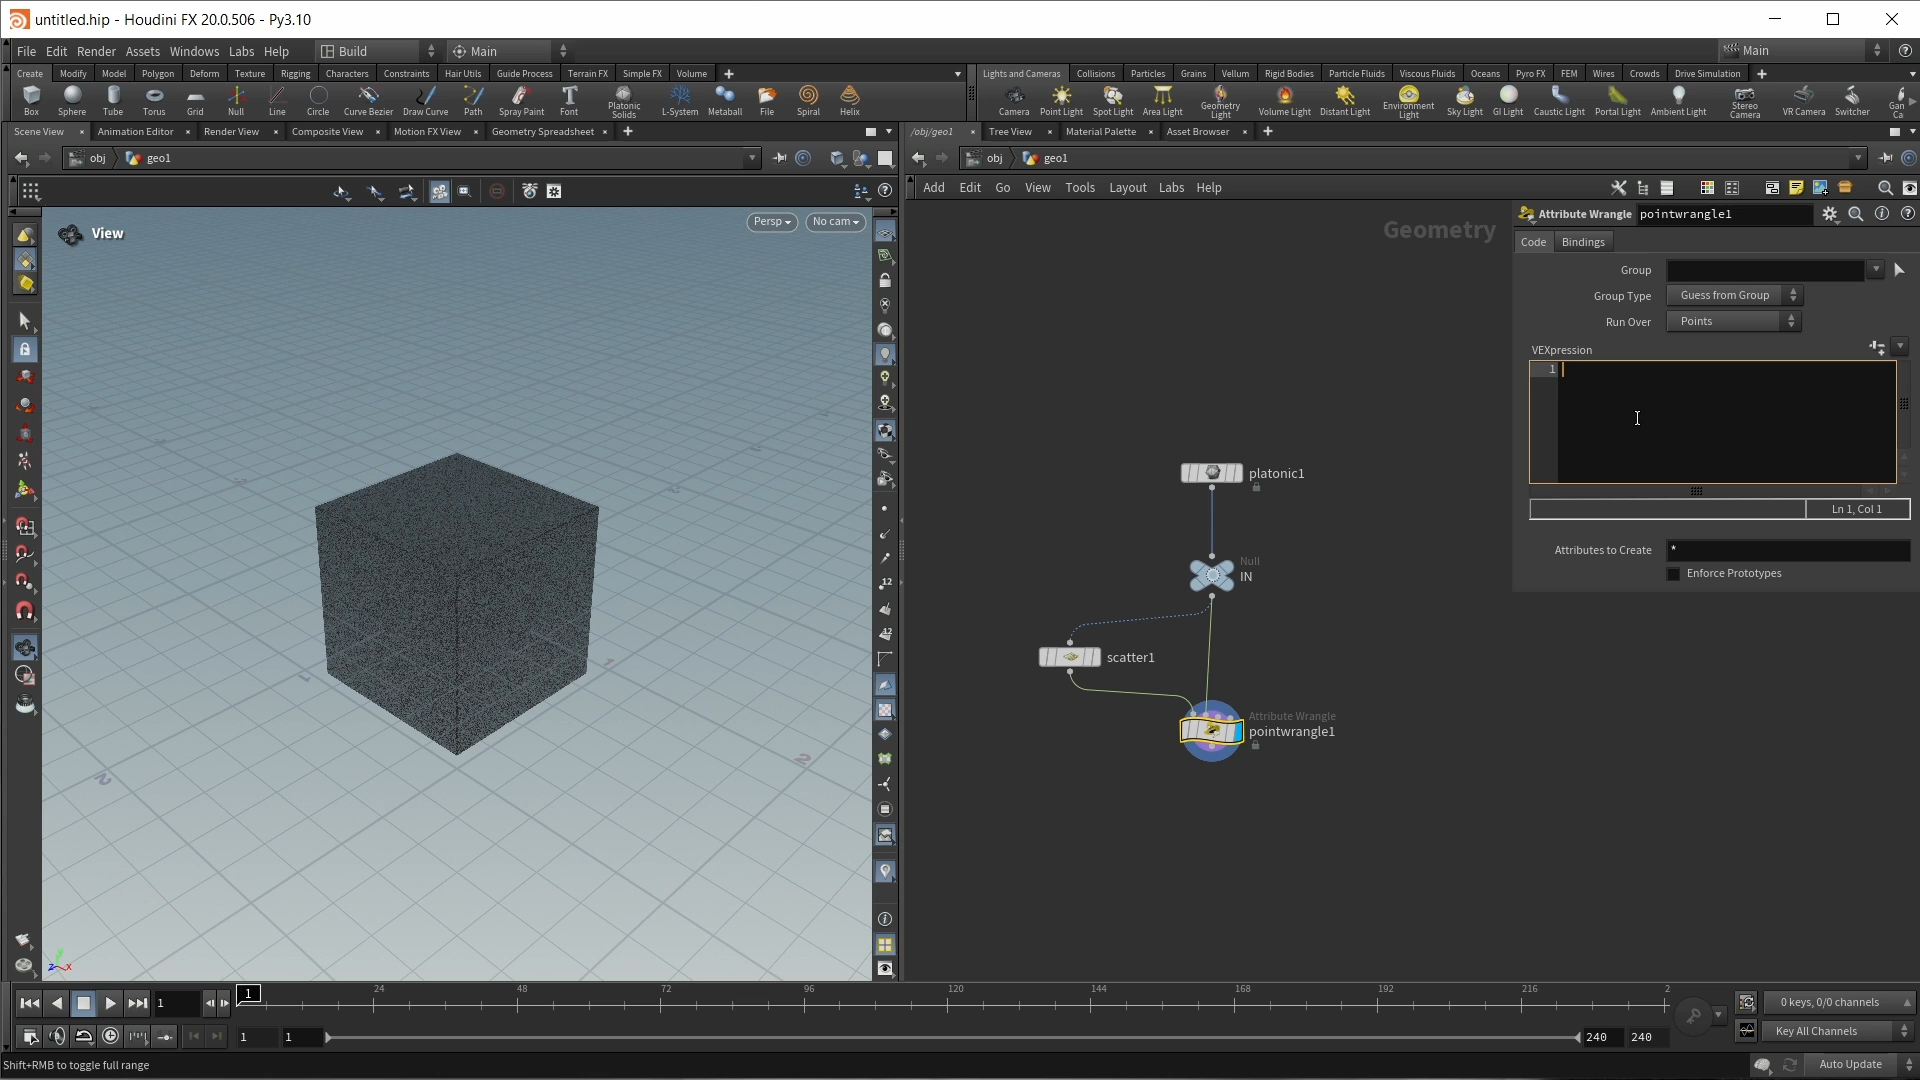 untitled.hip - Houdini FX 20.0.506 - Py3.10
File Edit Render Assets Windows Labs Help Build Main Main
Create Modify Model Polygon Deform Texture Rigging Characters Constraints Hair Utils Guide Process Terrain FX Simple FX Volume
Lights and Cameras Collisions Particles Grains Vellum Rigid Bodies Particle Fluids Viscous Fluids Oceans Pyro FX FEM Wires Crowds Drive Simulation
Box Sphere Tube Torus Grid Null Line Circle Curve Bezier Draw Curve Path Spray Paint Font Platonic Solids L-System Metaball File Spiral Helix
Camera Point Light Spot Light Area Light Geometry Light Volume Light Distant Light Environment Light Sky Light GI Light Caustic Light Portal Light Ambient Light Stereo Camera VR Camera Switcher Gan Ca
Scene View Animation Editor Render View Composite View Motion FX View Geometry Spreadsheet
/obj/geo1 Tree View Material Palette Asset Browser
obj geo1
obj geo1
Add Edit Go View Tools Layout Labs Help
View
Persp
No cam
Geometry
Attribute Wrangle pointwrangle1
Code Bindings
Group
Group Type Guess from Group
Run Over Points
VEXpression
1
Ln 1, Col 1
Attributes to Create *
Enforce Prototypes
platonic1
Null
IN
scatter1
Attribute Wrangle
pointwrangle1
12
12
1
2
2
z x
1 1 24 48 72 96 120 144 168 192 216 2
0 keys, 0/0 channels
1 1 240 240
Key All Channels
Shift+RMB to toggle full range
Auto Update